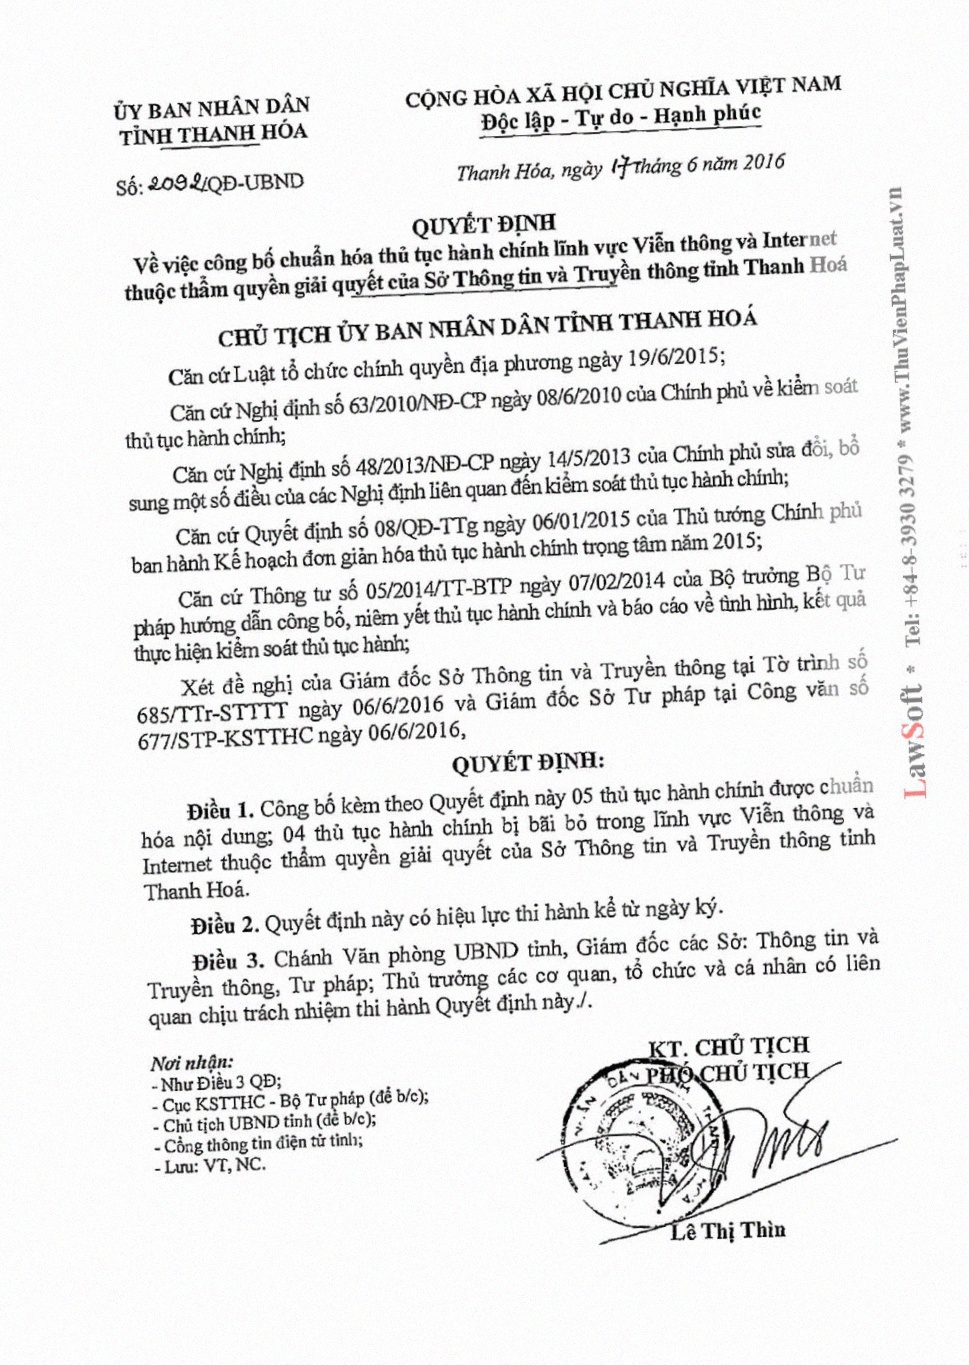 ỦY BAN NHÂN DÂN
TỈNH THANH HÓA
Số: 2092/QĐ-UBND
CỘNG HÒA XÃ HỘI CHỦ NGHĨA VIỆT NAM
Độc lập - Tự do - Hạnh phúc
Thanh Hóa, ngày 17 tháng 6 năm 2016
QUYẾT ĐỊNH
Về việc công bố chuẩn hóa thủ tục hành chính lĩnh vực Viễn thông và Internet
thuộc thẩm quyền giải quyết của Sở Thông tin và Truyền thông tỉnh Thanh Hoá
CHỦ TỊCH ỦY BAN NHÂN DÂN TỈNH THANH HOÁ
Căn cứ Luật tổ chức chính quyền địa phương ngày 19/6/2015;
Căn cứ Nghị định số 63/2010/NĐ-CP ngày 08/6/2010 của Chính phủ về kiểm soát
thủ tục hành chính;
Căn cứ Nghị định số 48/2013/NĐ-CP ngày 14/5/2013 của Chính phủ sửa đổi, bổ
sung một số điều của các Nghị định liên quan đến kiểm soát thủ tục hành chính;
Căn cứ Quyết định số 08/QĐ-TTg ngày 06/01/2015 của Thủ tướng Chính phủ
ban hành Kế hoạch đơn giản hóa thủ tục hành chính trọng tâm năm 2015;
Căn cứ Thông tư số 05/2014/TT-BTP ngày 07/02/2014 của Bộ trưởng Bộ Tư
pháp hướng dẫn công bố, niêm yết thủ tục hành chính và báo cáo về tình hình, kết quả
thực hiện kiểm soát thủ tục hành;
Xét đề nghị của Giám đốc Sở Thông tin và Truyền thông tại Tờ trình số
685/TTr-STTTT ngày 06/6/2016 và Giám đốc Sở Tư pháp tại Công văn số
677/STP-KSTTHC ngày 06/6/2016,
QUYẾT ĐỊNH:
Điều 1. Công bố kèm theo Quyết định này 05 thủ tục hành chính được chuẩn
hóa nội dung; 04 thủ tục hành chính bị bãi bỏ trong lĩnh vực Viễn thông và
Internet thuộc thẩm quyền giải quyết của Sở Thông tin và Truyền thông tỉnh
Thanh Hoá.
Điều 2. Quyết định này có hiệu lực thi hành kể từ ngày ký.
Điều 3. Chánh Văn phòng UBND tỉnh, Giám đốc các Sở: Thông tin và
Truyền thông, Tư pháp; Thủ trưởng các cơ quan, tổ chức và cá nhân có liên
quan chịu trách nhiệm thi hành Quyết định này./.
Nơi nhận:
- Như Điều 3 QĐ;
- Cục KSTTHC - Bộ Tư pháp (để b/c);
- Chủ tịch UBND tỉnh (để b/c);
- Cổng thông tin điện tử tỉnh;
- Lưu: VT, NC.
KT. CHỦ TỊCH
PHÓ CHỦ TỊCH
Lê Thị Thìn
LawSoft * Tel: +84-8-3930 3279 * www.ThuVienPhapLuat.vn